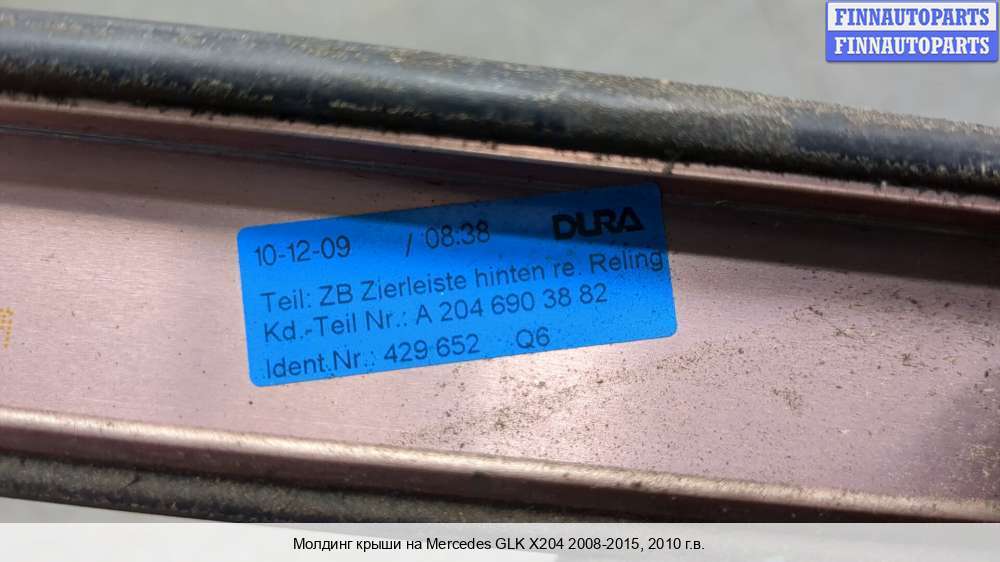 FINNAUTOPARTS
FINNAUTOPARTS
10-12-09 / 08:38 DURA
Teil: ZB Zierleiste hinten re. Reling
Kd.-Teil Nr.: A 204 690 38 82
Ident.Nr.: 429 652 Q6
Молдинг крыши на Mercedes GLK X204 2008-2015, 2010 г.в.